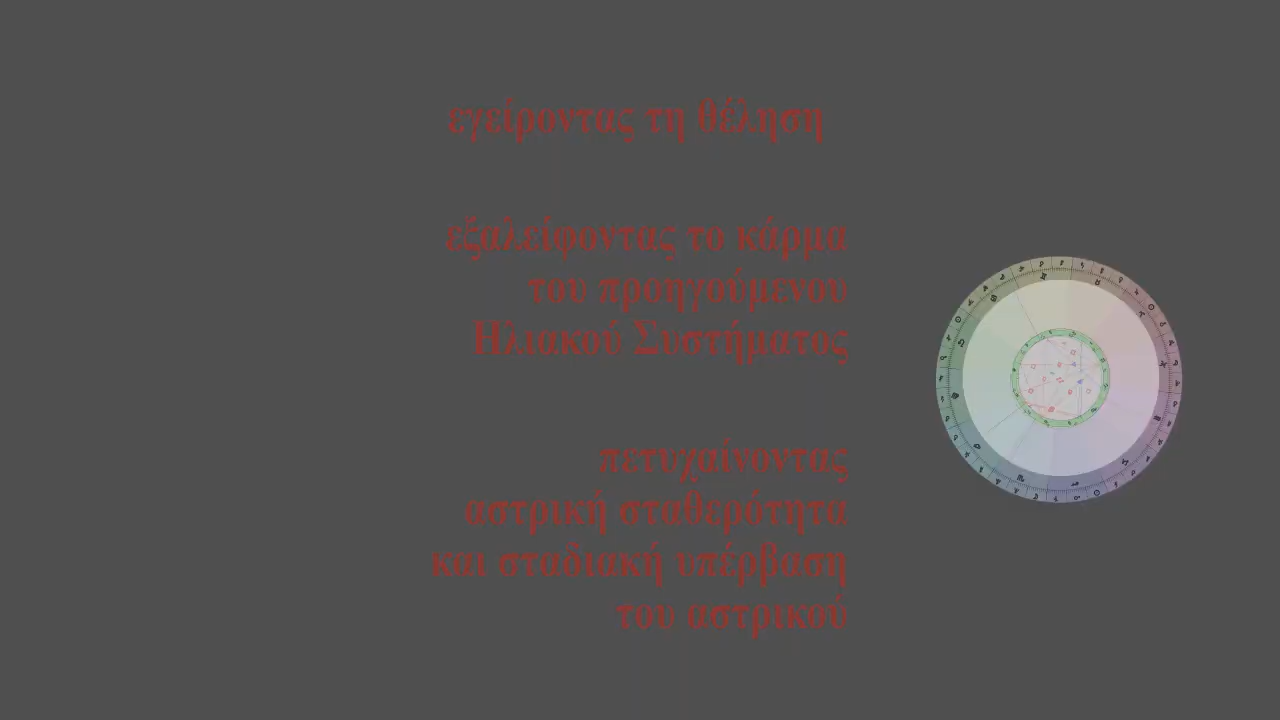 εγείροντας τη θέληση
εξαλείφοντας το κάρμα
του προηγούμενου
Ηλιακού Συστήματος
πετυχαίνοντας
αστρική σταθερότητα
και σταδιακή υπέρβαση
του αστρικού